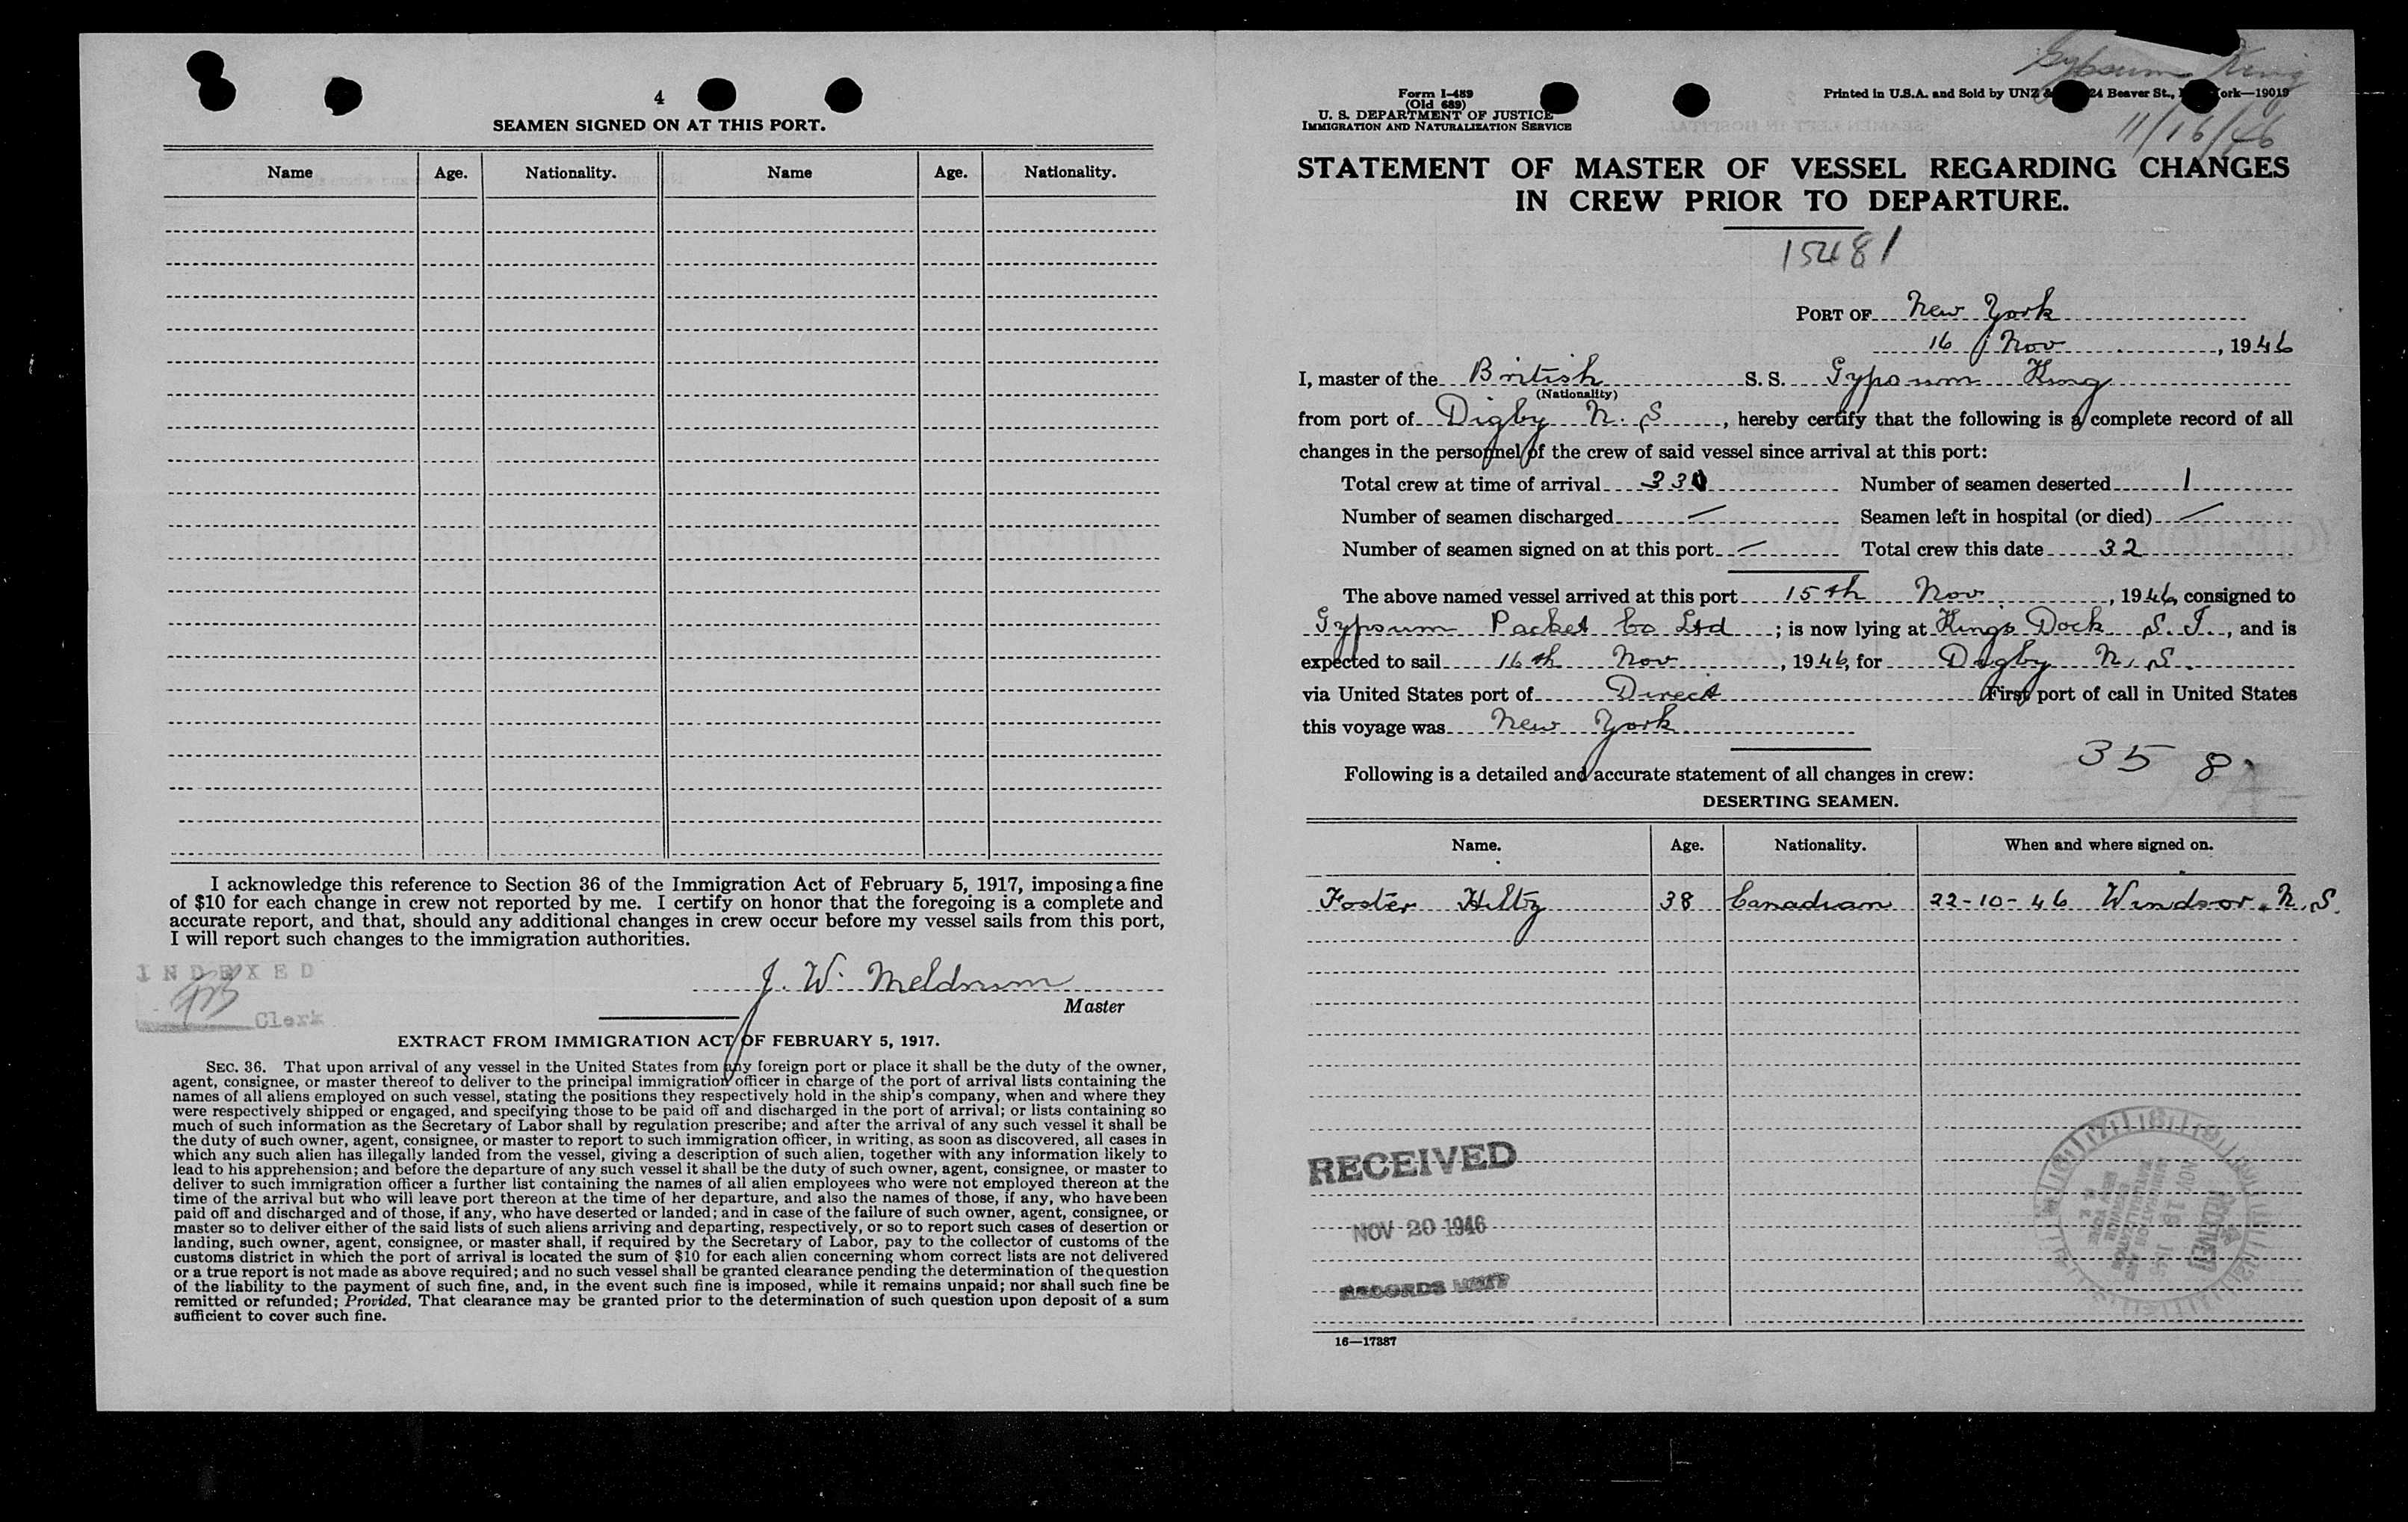 4
SEAMEN SIGNED ON AT THIS PORT.
Name Age. Nationality. Name Age. Nationality.
I acknowledge this reference to Section 36 of the Immigration Act of February 5, 1917, imposing a fine
of $10 for each change in crew not reported by me. I certify on honor that the foregoing is a complete and
accurate report, and that, should any additional changes in crew occur before my vessel sails from this port,
I will report such changes to the immigration authorities.
INDEXED
Clerk
J. W. Meldrum
Master
EXTRACT FROM IMMIGRATION ACT OF FEBRUARY 5, 1917.
SEC. 36. That upon arrival of any vessel in the United States from any foreign port or place it shall be the duty of the owner,
agent, consignee, or master thereof to deliver to the principal immigration officer in charge of the port of arrival lists containing the
names of all aliens employed on such vessel, stating the positions they respectively hold in the ship's company, when and where they
were respectively shipped or engaged, and specifying those to be paid off and discharged in the port of arrival; or lists containing so
much of such information as the Secretary of Labor shall by regulation prescribe; and after the arrival of any such vessel it shall be
the duty of such owner, agent, consignee, or master to report to such immigration officer, in writing, as soon as discovered, all cases in
which any such alien has illegally landed from the vessel, giving a description of such alien, together with any information likely to
lead to his apprehension; and before the departure of any such vessel it shall be the duty of such owner, agent, consignee, or master to
deliver to such immigration officer a further list containing the names of all alien employees who were not employed thereon at the
time of the arrival but who will leave port thereon at the time of her departure, and also the names of those, if any, who have been
paid off and discharged and of those, if any, who have deserted or landed; and in case of the failure of such owner, agent, consignee, or
master so to deliver either of the said lists of such aliens arriving and departing, respectively, or so to report such cases of desertion or
landing, such owner, agent, consignee, or master shall, if required by the Secretary of Labor, pay to the collector of customs of the
customs district in which the port of arrival is located the sum of $10 for each alien concerning whom correct lists are not delivered
or a true report is not made as above required; and no such vessel shall be granted clearance pending the determination of the question
of the liability to the payment of such fine, and, in the event such fine is imposed, while it remains unpaid; nor shall such fine be
remitted or refunded; Provided, That clearance may be granted prior to the determination of such question upon deposit of a sum
sufficient to cover such fine.
Gypsum King
Form I-489
(Old 689)
U. S. DEPARTMENT OF JUSTICE
IMMIGRATION AND NATURALIZATION SERVICE
Printed in U.S.A. and Sold by UNZ & 24 Beaver St., ork—19019
11/16/46
STATEMENT OF MASTER OF VESSEL REGARDING CHANGES
IN CREW PRIOR TO DEPARTURE.
15481
PORT OF New York
16 Nov, 1946
I, master of the British S. S. Gypsum King
(Nationality)
from port of Digby N. S, hereby certify that the following is a complete record of all
changes in the personnel of the crew of said vessel since arrival at this port:
Total crew at time of arrival 33 Number of seamen deserted 1
Number of seamen discharged — Seamen left in hospital (or died) —
Number of seamen signed on at this port — Total crew this date 32
The above named vessel arrived at this port 15th Nov., 1946, consigned to
Gypsum Packet Co Ltd; is now lying at Kings Dock S. I., and is
expected to sail 16th Nov, 1946, for Digby N. S.
via United States port of Direct First port of call in United States
this voyage was New York
35 8
Following is a detailed and accurate statement of all changes in crew:
DESERTING SEAMEN.
Name. Age. Nationality. When and where signed on.
Foster Hiltz 38 Canadian 22-10-46 Windsor. N. S.
RECEIVED
NOV 20 1946
RECORDS UNIT
16—17387